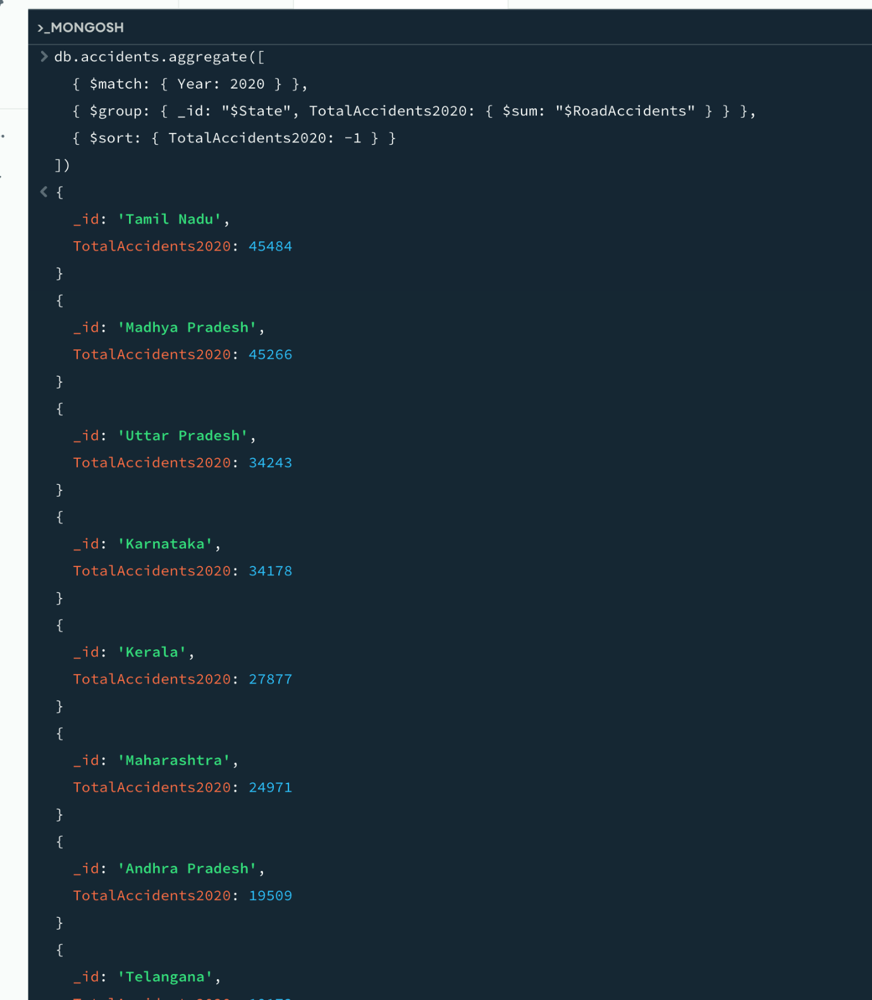 >_MONGOSH
> db.accidents.aggregate([
{ $match: { Year: 2020 } },
{ $group: { _id: "$State", TotalAccidents2020: { $sum: "$RoadAccidents" } } },
{ $sort: { TotalAccidents2020: -1 } }
])
< {
_id: 'Tamil Nadu',
TotalAccidents2020: 45484
}
{
_id: 'Madhya Pradesh',
TotalAccidents2020: 45266
}
{
_id: 'Uttar Pradesh',
TotalAccidents2020: 34243
}
{
_id: 'Karnataka',
TotalAccidents2020: 34178
}
{
_id: 'Kerala',
TotalAccidents2020: 27877
}
{
_id: 'Maharashtra',
TotalAccidents2020: 24971
}
{
_id: 'Andhra Pradesh',
TotalAccidents2020: 19509
}
{
_id: 'Telangana',